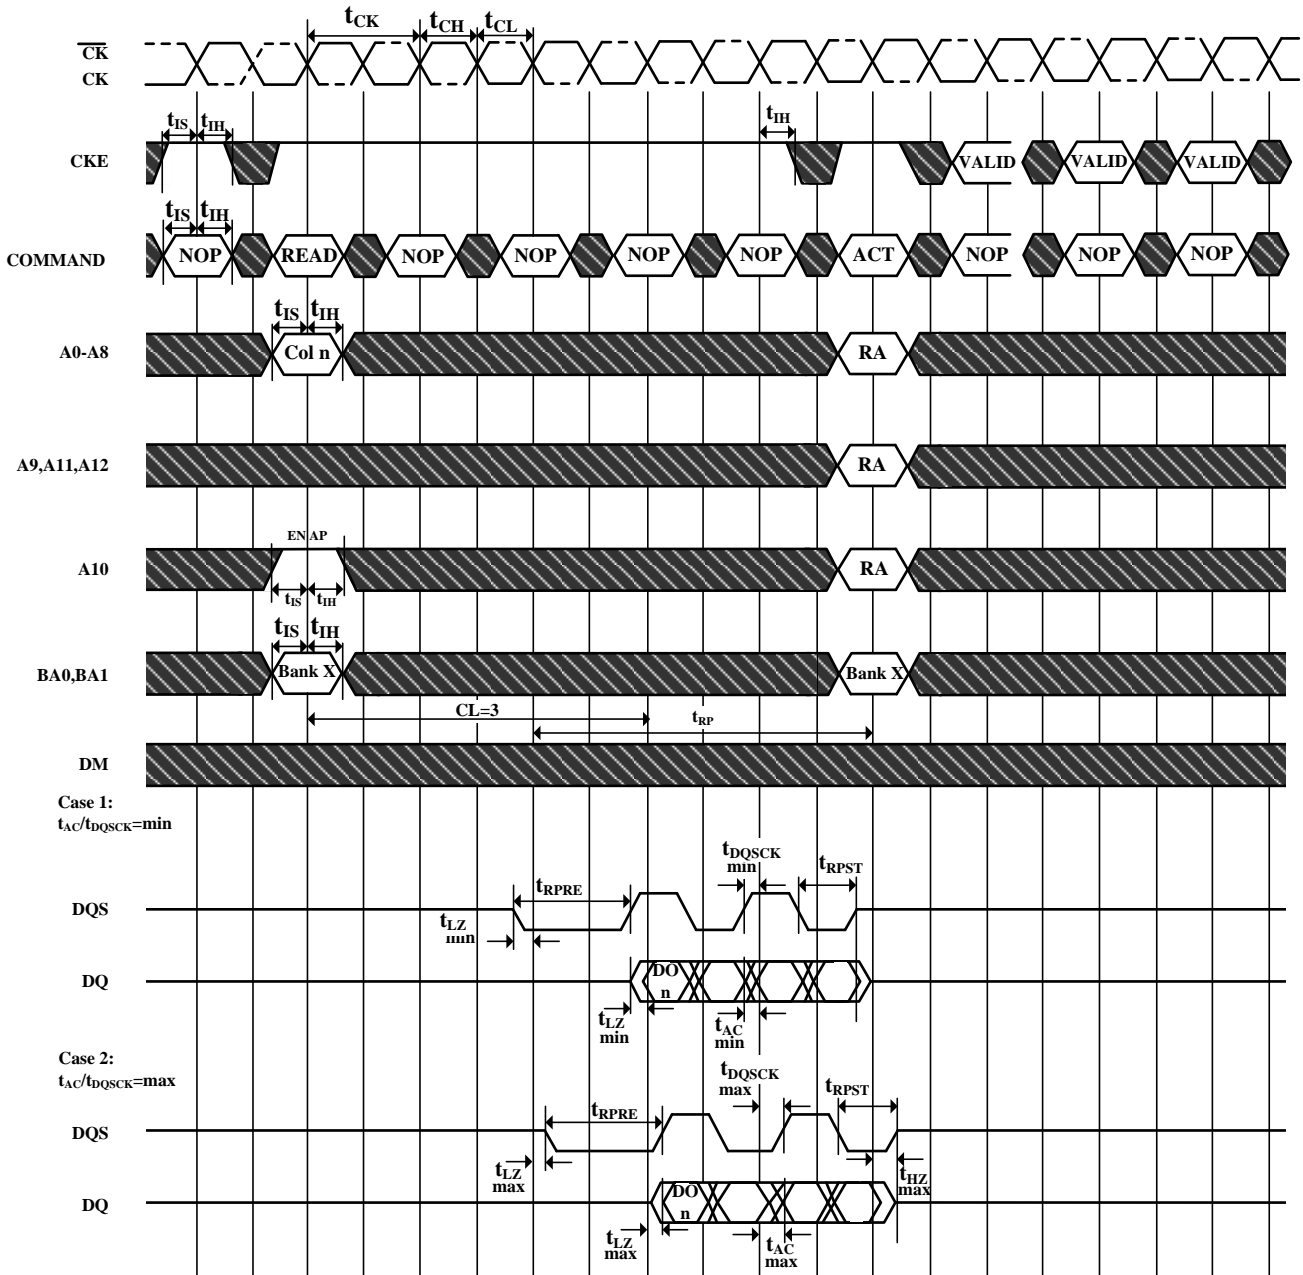 tCK tCH tCL
CK
CK
tIS tIH tIH
CKE VALID VALID VALID
tIS tIH
COMMAND NOP READ NOP NOP NOP NOP ACT NOP NOP NOP
tIS tIH
A0-A8 Col n RA
A9,A11,A12 RA
EN AP
A10 RA
tIS tIH
tIS tIH
BA0,BA1 Bank X Bank X
CL=3
tRP
DM
Case 1:
tAC/tDQSCK=min
tDQSCK min tRPST
tRPRE
DQS
tLZ min
DQ DO n
tLZ min tAC min
Case 2:
tAC/tDQSCK=max
tDQSCK max tRPST
tRPRE
DQS
tLZ max tHZ max
DQ DO n
tLZ max tAC max